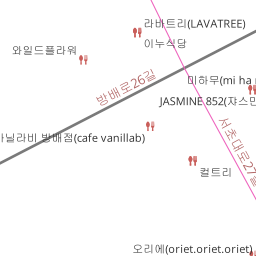 라바트리(LAVATREE)
이누식당
와일드플라워
방배로26길
미하무(mi ha
JASMINE 852(쟈스민
바닐라비 방배점(cafe vanillab)
서초대로27길
컬트리
오리에(oriet.oriet.oriet)